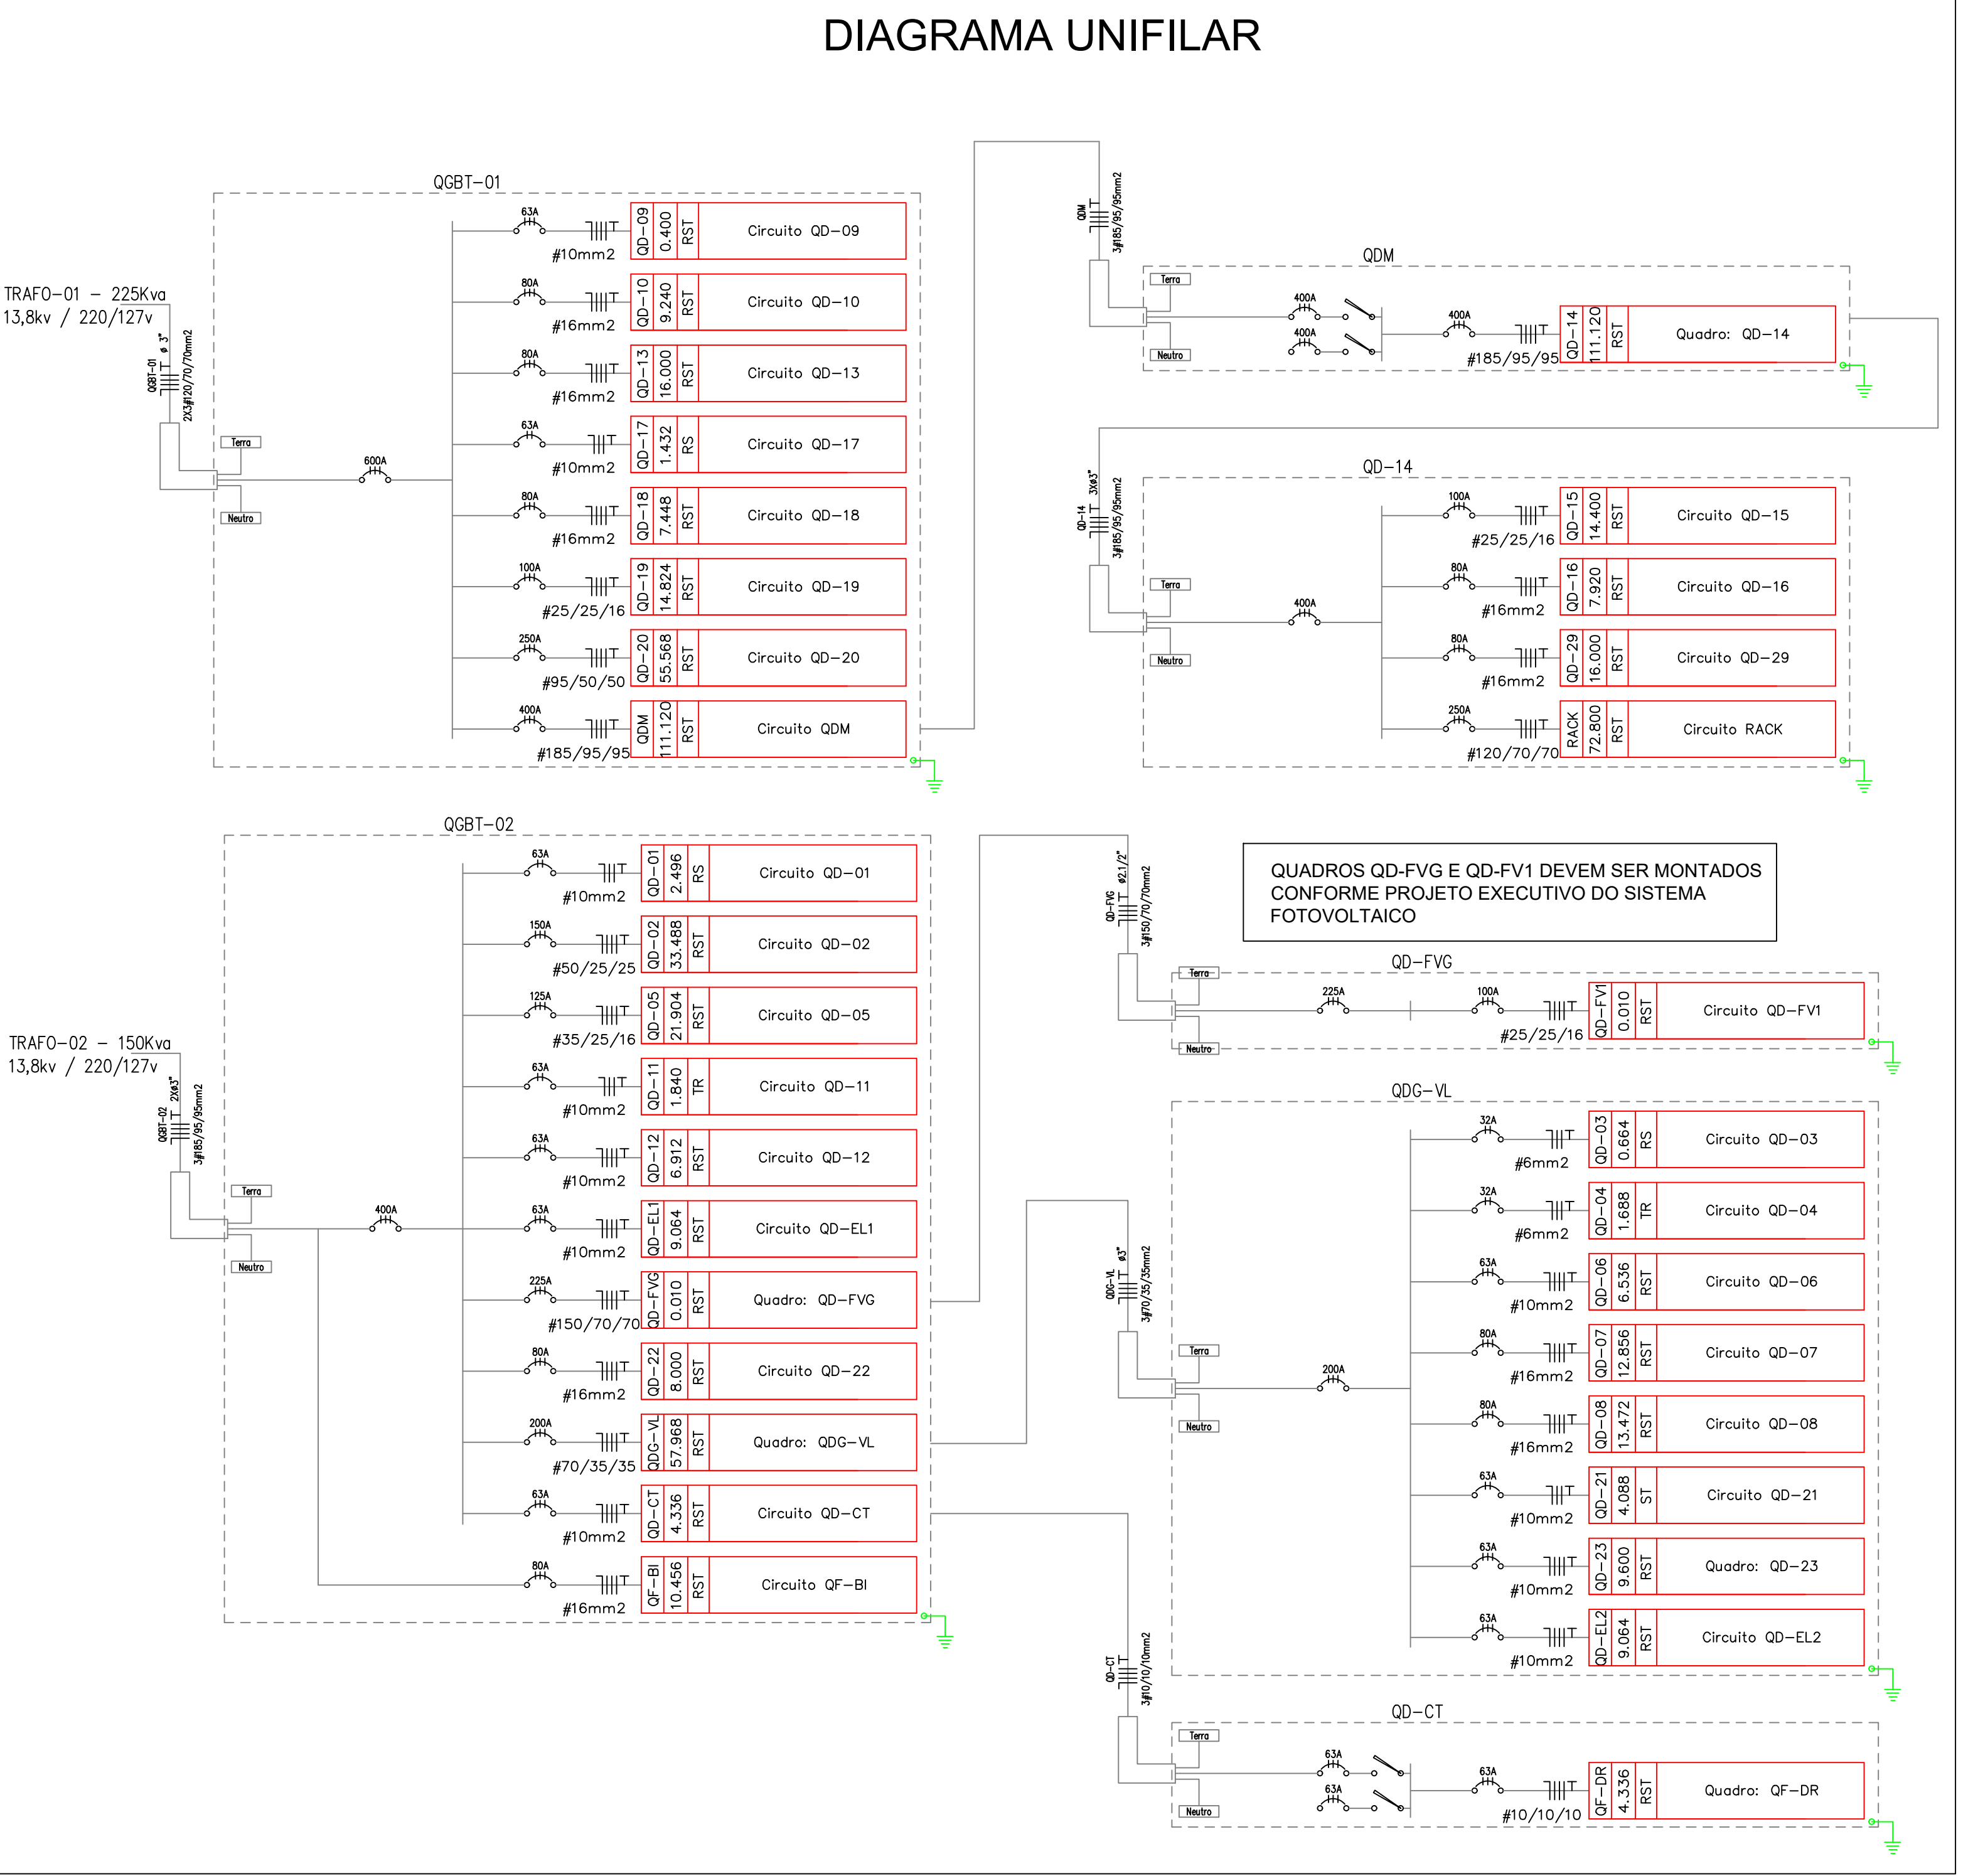 DIAGRAMA UNIFILAR
QGBT-01
TRAFO-01 - 225Kva
13,8kv / 220/127v
QGBT-01
ø 3"
2X3#120/70/70mm2
Terra
Neutro
600A
63A
#10mm2
QD-09
0.400
RST
Circuito QD-09
80A
#16mm2
QD-10
9.240
RST
Circuito QD-10
80A
#16mm2
QD-13
16.000
RST
Circuito QD-13
63A
#10mm2
QD-17
1.432
RS
Circuito QD-17
80A
#16mm2
QD-18
7.448
RST
Circuito QD-18
100A
#25/25/16
QD-19
14.824
RST
Circuito QD-19
250A
#95/50/50
QD-20
55.568
RST
Circuito QD-20
400A
#185/95/95
QDM
111.120
RST
Circuito QDM
QDM
3#185/95/95mm2
QDM
Terra
Neutro
400A
400A
400A
#185/95/95
QD-14
111.120
RST
Quadro: QD-14
QD-14
3Xø3"
3#185/95/95mm2
QD-14
Terra
Neutro
400A
100A
#25/25/16
QD-15
14.400
RST
Circuito QD-15
80A
#16mm2
QD-16
7.920
RST
Circuito QD-16
80A
#16mm2
QD-29
16.000
RST
Circuito QD-29
250A
#120/70/70
RACK
72.800
RST
Circuito RACK
QGBT-02
TRAFO-02 - 150Kva
13,8kv / 220/127v
QGBT-02
2Xø3"
3#185/95/95mm2
Terra
Neutro
400A
63A
#10mm2
QD-01
2.496
RS
Circuito QD-01
150A
#50/25/25
QD-02
33.488
RST
Circuito QD-02
125A
#35/25/16
QD-05
21.904
RST
Circuito QD-05
63A
#10mm2
QD-11
1.840
TR
Circuito QD-11
63A
#10mm2
QD-12
6.912
RST
Circuito QD-12
63A
#10mm2
QD-EL1
9.064
RST
Circuito QD-EL1
225A
#150/70/70
QD-FVG
0.010
RST
Quadro: QD-FVG
80A
#16mm2
QD-22
8.000
RST
Circuito QD-22
200A
#70/35/35
QDG-VL
57.968
RST
Quadro: QDG-VL
63A
#10mm2
QD-CT
4.336
RST
Circuito QD-CT
80A
#16mm2
QF-BI
10.456
RST
Circuito QF-BI
QUADROS QD-FVG E QD-FV1 DEVEM SER MONTADOS
CONFORME PROJETO EXECUTIVO DO SISTEMA
FOTOVOLTAICO
QD-FVG
ø2.1/2"
3#150/70/70mm2
QD-FVG
Terra
Neutro
225A
100A
#25/25/16
QD-FV1
0.010
RST
Circuito QD-FV1
QDG-VL
ø3"
3#70/35/35mm2
QDG-VL
Terra
Neutro
200A
32A
#6mm2
QD-03
0.664
RS
Circuito QD-03
32A
#6mm2
QD-04
1.688
TR
Circuito QD-04
63A
#10mm2
QD-06
6.536
RST
Circuito QD-06
80A
#16mm2
QD-07
12.856
RST
Circuito QD-07
80A
#16mm2
QD-08
13.472
RST
Circuito QD-08
63A
#10mm2
QD-21
4.088
ST
Circuito QD-21
63A
#10mm2
QD-23
9.600
RST
Quadro: QD-23
63A
#10mm2
QD-EL2
9.064
RST
Circuito QD-EL2
QD-CT
3#10/10/10mm2
QD-CT
Terra
Neutro
63A
63A
63A
#10/10/10
QF-DR
4.336
RST
Quadro: QF-DR